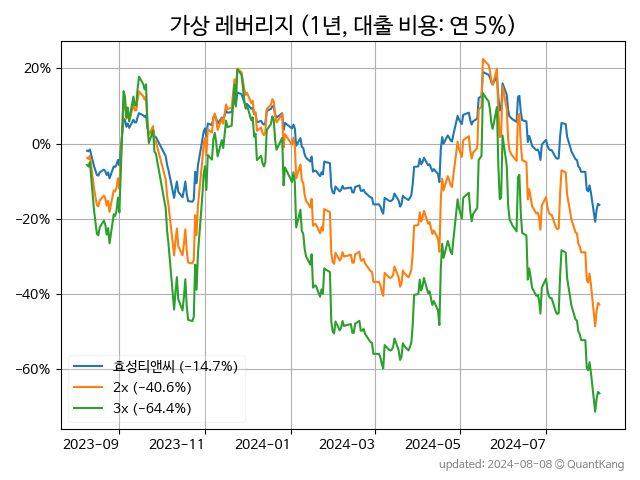 가상 레버리지 (1년, 대출 비용: 연 5%)
20%
0%
−20%
−40%
−60%
효성티앤씨 (−14.7%)
2x (−40.6%)
3x (−64.4%)
2023-09
2023-11
2024-01
2024-03
2024-05
2024-07
updated: 2024-08-08 © QuantKang